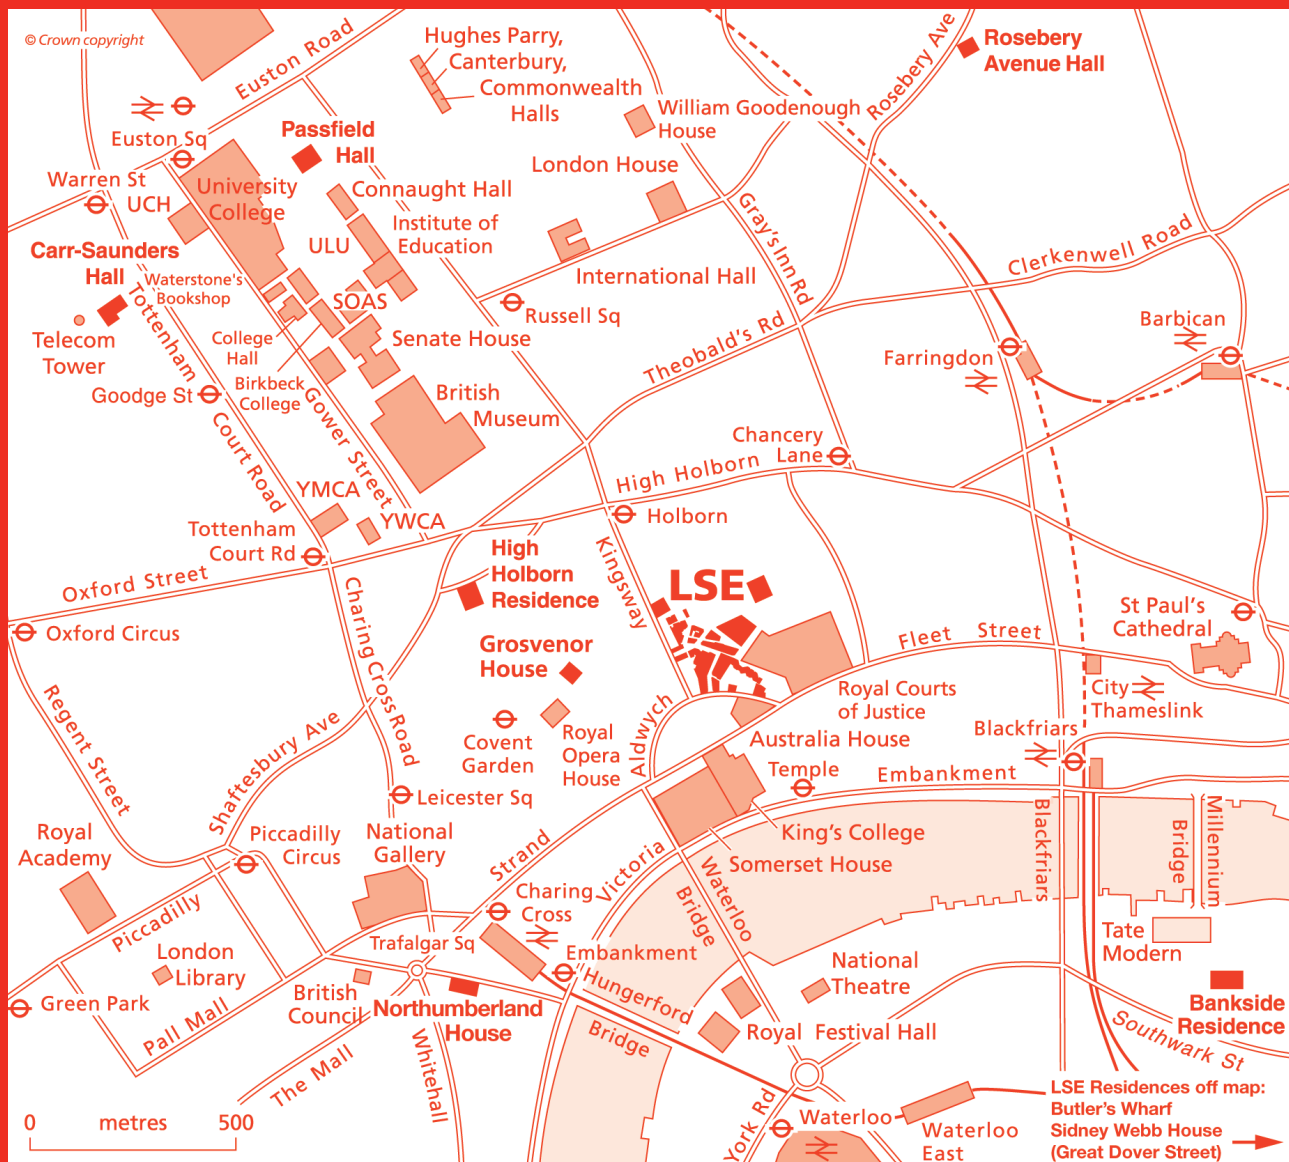 © Crown copyright
Euston Road
Hughes Parry,
Canterbury,
Commonwealth
Halls
Rosebery Ave
Rosebery
Avenue Hall
William Goodenough
House
Euston Sq
Passfield
Hall
London House
Warren St
UCH
University
College
Connaught Hall
Institute of
Education
Gray's Inn Rd
Clerkenwell Road
Carr-Saunders
Hall
ULU
Waterstone's
Bookshop
International Hall
SOAS
Russell Sq
Barbican
Telecom
Tower
Tottenham
Court Road
College
Hall
Senate House
Theobald's Rd
Farringdon
Goodge St
Birkbeck
College
Gower Street
British
Museum
Chancery
Lane
High Holborn
YMCA
YWCA
Holborn
Tottenham
Court Rd
High
Holborn
Residence
Kingsway
LSE
Oxford Street
Oxford Circus
Charing Cross Road
St Paul's
Cathedral
Fleet Street
Grosvenor
House
Regent Street
Shaftesbury Ave
Covent
Garden
Royal
Opera
House
Aldwych
Royal Courts
of Justice
City
Thameslink
Australia House
Blackfriars
Temple
Embankment
Leicester Sq
Royal
Academy
Piccadilly
Circus
National
Gallery
Strand
Victoria
King's College
Somerset House
Blackfriars
Bridge
Millennium
Piccadilly
Charing
Cross
Waterloo
Bridge
Tate
Modern
London
Library
Trafalgar Sq
Embankment
National
Theatre
Green Park
British
Council
Northumberland
House
Hungerford
Bridge
Royal Festival Hall
Bankside
Residence
Pall Mall
The Mall
Whitehall
Southwark St
0 metres 500
York Rd
Waterloo
Waterloo
East
LSE Residences off map:
Butler's Wharf
Sidney Webb House
(Great Dover Street)